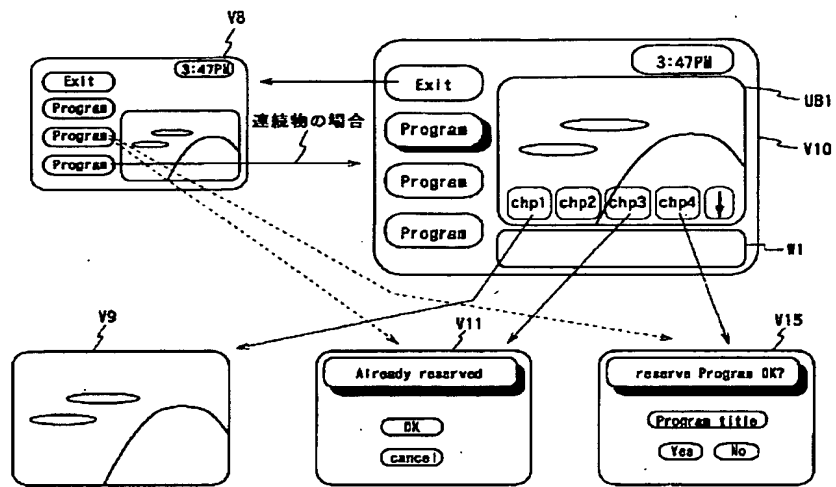 V8
3:47PM
Exit
Program
Program
Program
連続物の場合
3:47PM
Exit
Program
Program
Program
chp1 chp2 chp3 chp4 ↓
UB1
V10
W1
V9
V11
Already reserved
OK
cancel
V15
reserve Program OK?
Program title
Yes No